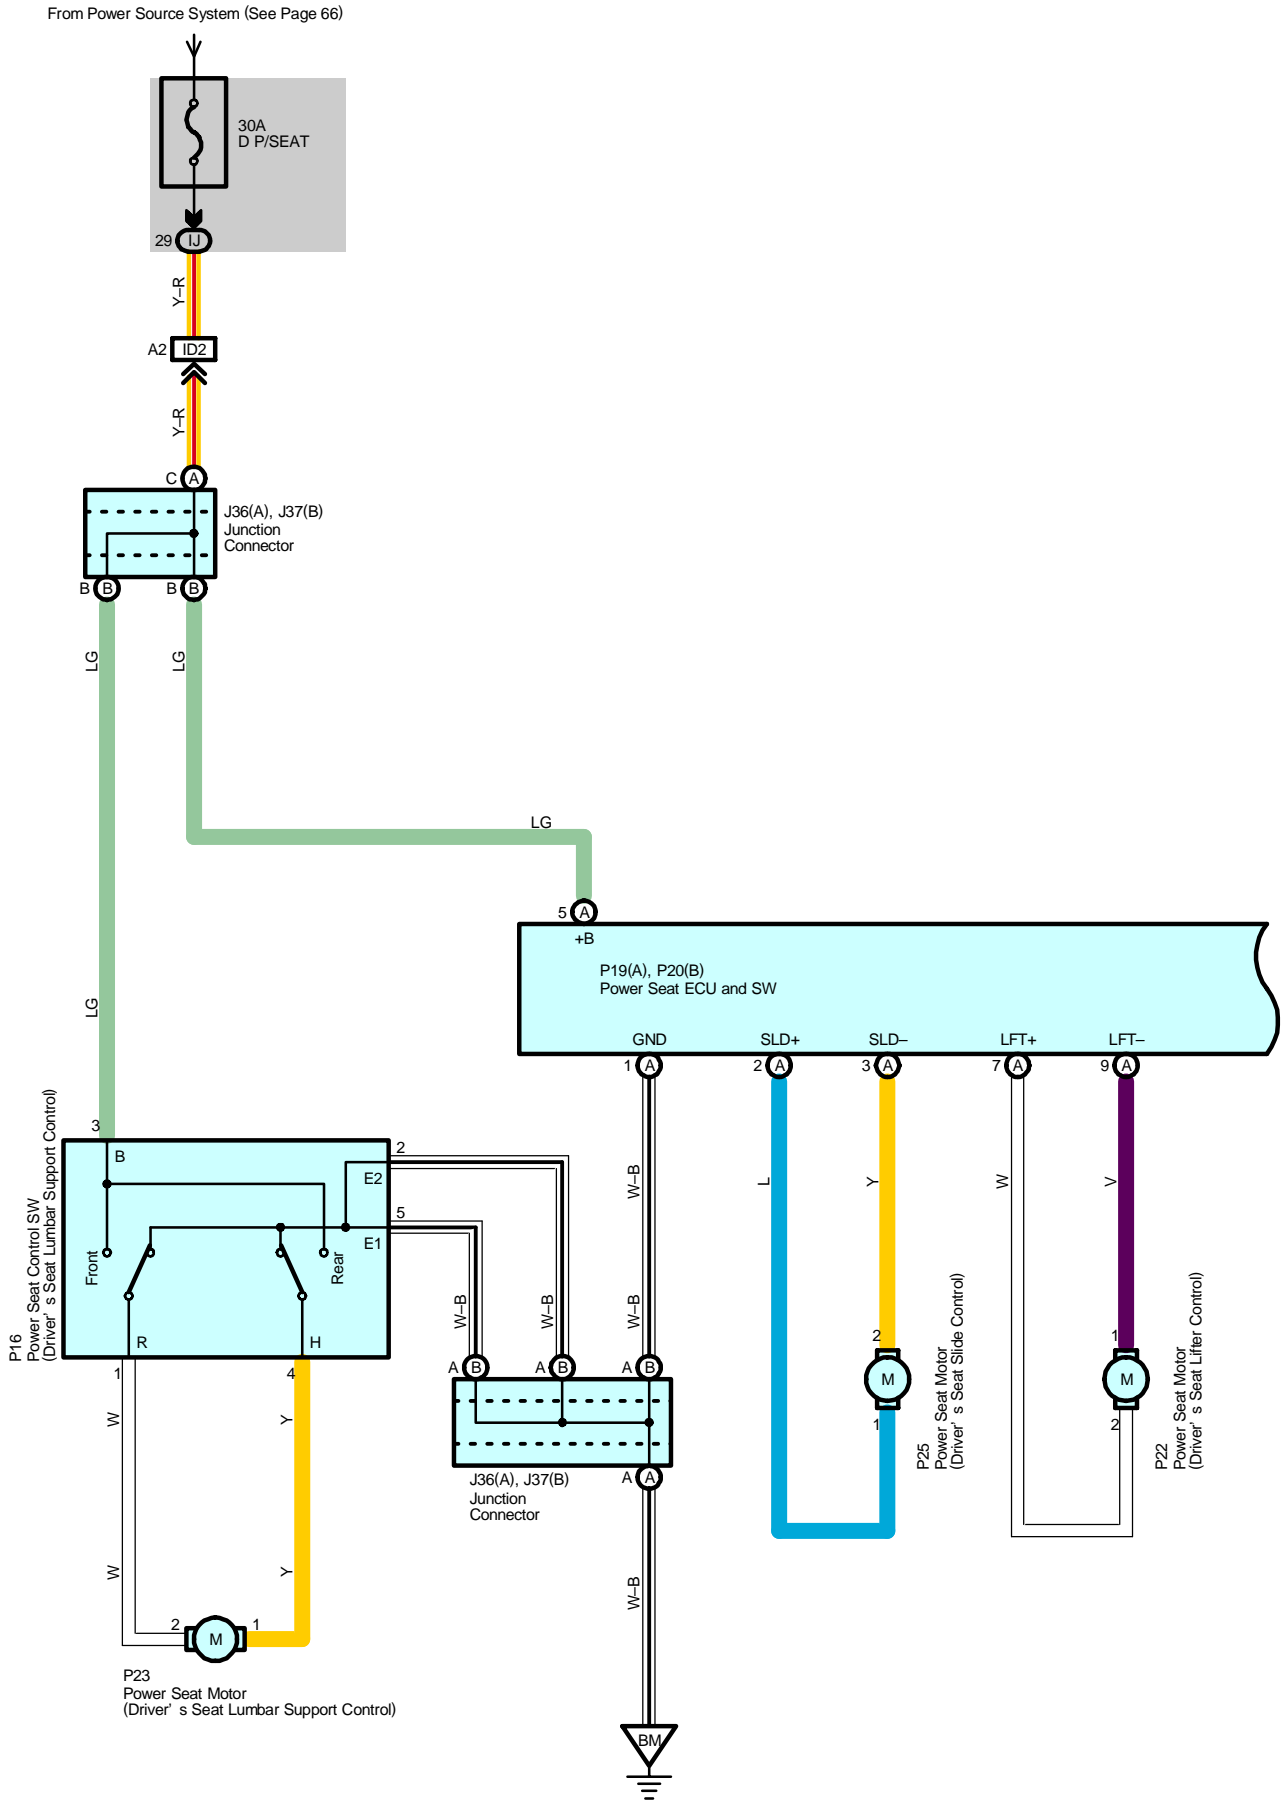 From Power Source System (See Page 66)
30A
D P/SEAT
29 IJ
Y–R
A2 ID2
Y–R
C A
J36(A), J37(B)
Junction
Connector
B B
B B
LG
LG
LG
5 A
+B
P19(A), P20(B)
Power Seat ECU and SW
LG
GND
SLD+
SLD–
LFT+
LFT–
1 A
2 A
3 A
7 A
9 A
P16
Power Seat Control SW
(Driver' s Seat Lumbar Support Control)
3
B
2
E2
5
E1
Front
Rear
R
H
1
4
W–B
W–B
W–B
W–B
L
Y
W
V
A B
A B
A B
J36(A), J37(B)
Junction
Connector
A A
2
M
1
P25
Power Seat Motor
(Driver' s Seat Slide Control)
1
M
2
P22
Power Seat Motor
(Driver' s Seat Lifter Control)
W
Y
W
Y
W–B
2
M
1
P23
Power Seat Motor
(Driver' s Seat Lumbar Support Control)
BM